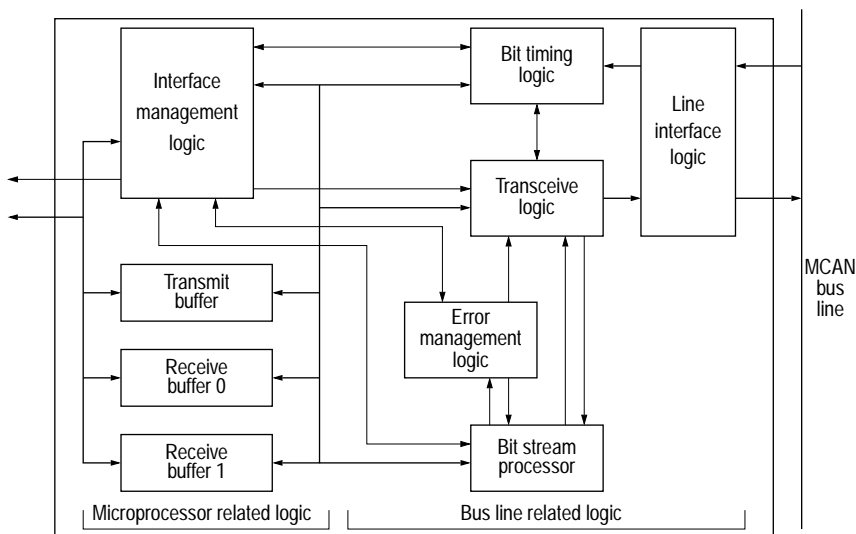 Interface
management
logic
Bit timing
logic
Line
interface
logic
Transceive
logic
MCAN
bus
line
Transmit
buffer
Error
management
logic
Receive
buffer 0
Receive
buffer 1
Bit stream
processor
Microprocessor related logic
Bus line related logic